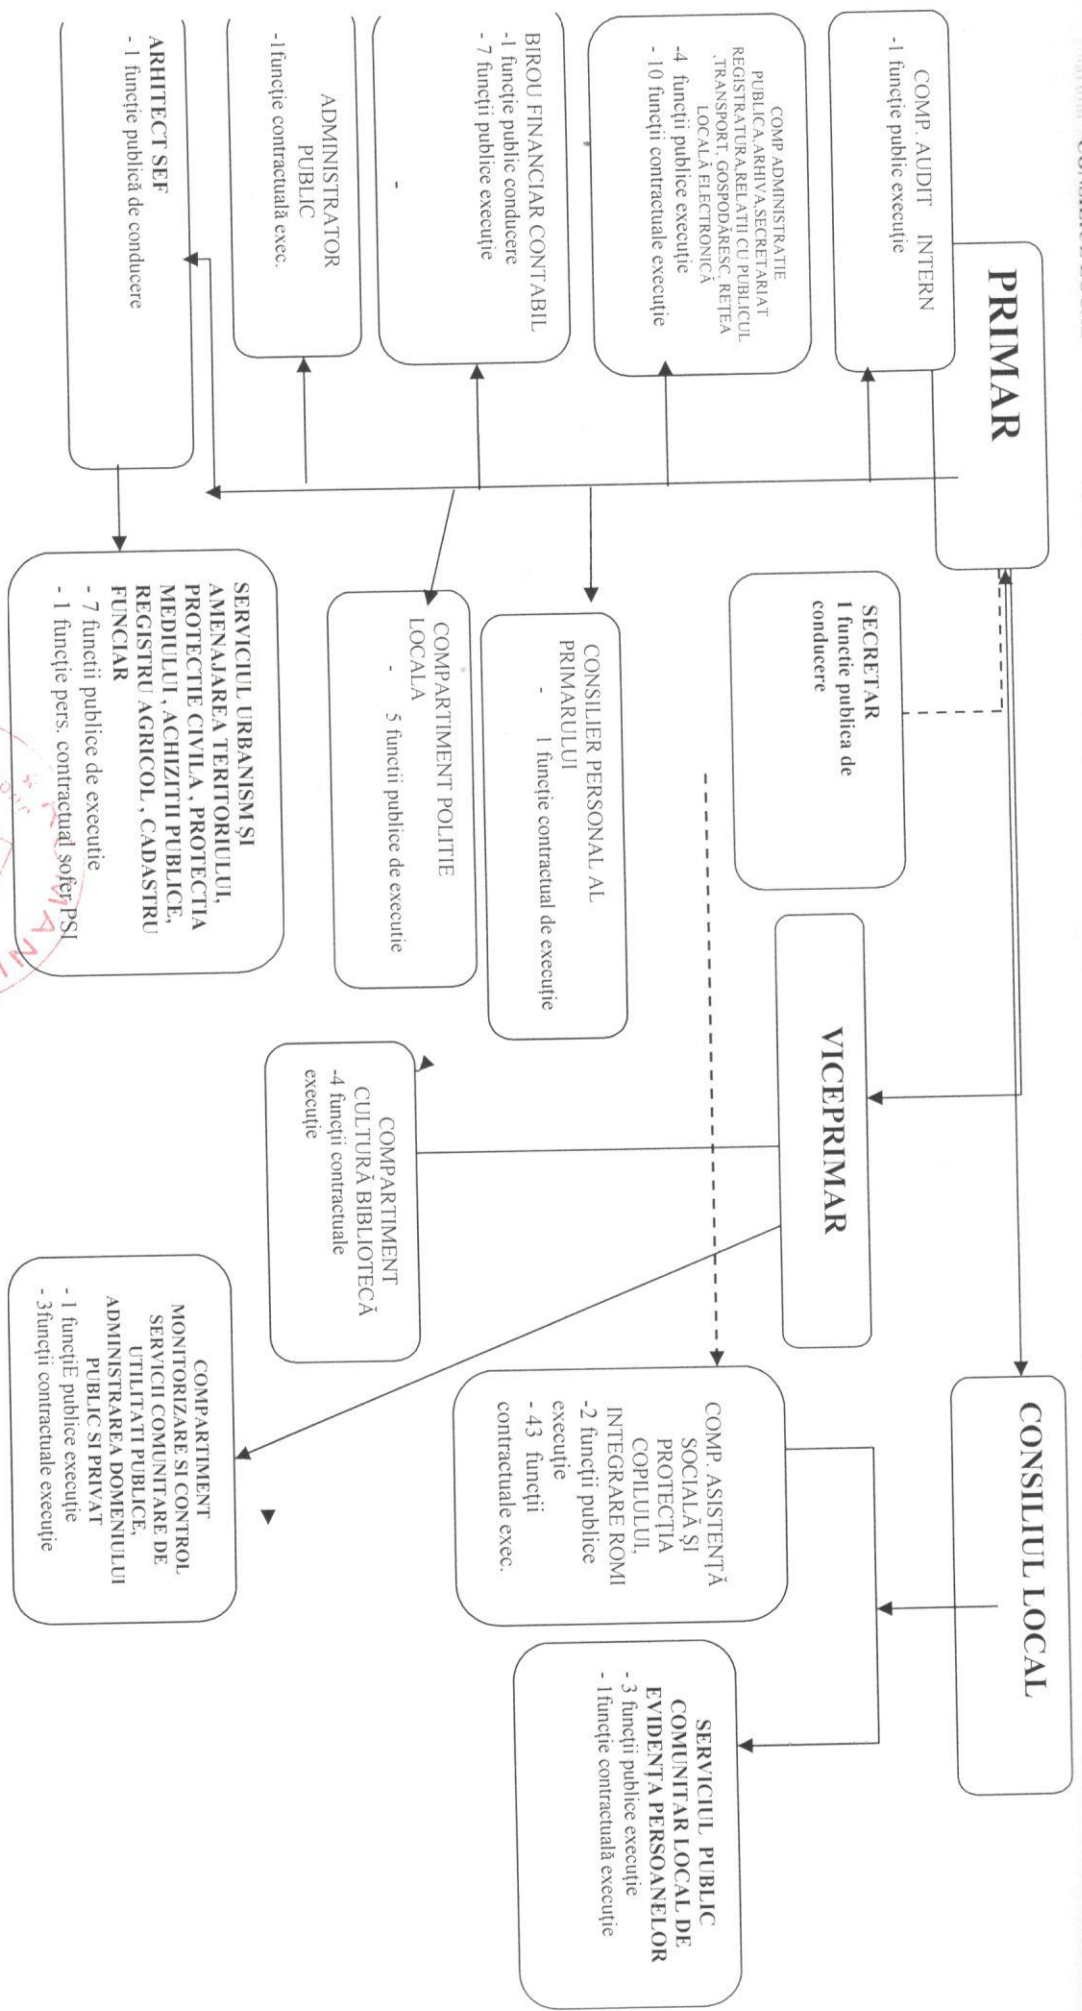 CONSILIUL LOCAL
PRIMAR
VICEPRIMAR
SECRETAR
1 functie publica de
conducere
COMP. AUDIT INTERN
-1 funcție public execuție
COMP ADMINISTRATIE
PUBLICA,ARHIVA,SECRETARIAT
REGISTRATURA,RELATII CU PUBLICUL
,TRANSPORT, GOSPODĂRESC, REȚEA
LOCALĂ ELECTRONICĂ
-4 funcții publice execuție
- 10 funcții contractuale execuție
BIROU FINANCIAR CONTABIL
-1 funcție public conducere
- 7 funcții publice execuție
-
ADMINISTRATOR
PUBLIC
-1funcție contractuală exec.
ARHITECT SEF
- 1 funcție publică de conducere
CONSILIER PERSONAL AL
PRIMARULUI
- 1 funcție contractual de execuție
COMPARTIMENT POLITIE
LOCALA
- 5 functii publice de executie
SERVICIUL URBANISM ȘI
AMENAJAREA TERITORIULUI,
PROTECTIE CIVILA , PROTECTIA
MEDIULUI , ACHIZITII PUBLICE,
REGISTRU AGRICOL , CADASTRU
FUNCIAR
- 7 functii publice de executie
- 1 funcție pers. contractual șofer PSI
COMPARTIMENT
CULTURĂ BIBLIOTECĂ
-4 funcții contractuale
execuție
COMP. ASISTENȚĂ
SOCIALĂ ȘI
PROTECȚIA
COPILULUI,
INTEGRARE ROMI
-2 funcții publice
execuție
- 43 funcții
contractuale exec.
SERVICIUL PUBLIC
COMUNITAR LOCAL DE
EVIDENȚA PERSOANELOR
- 3 funcții publice execuție
- 1funcție contractuală execuție
COMPARTIMENT
MONITORIZARE SI CONTROL
SERVICII COMUNITARE DE
UTILITATI PUBLICE,
ADMINISTRAREA DOMENIULUI
PUBLIC SI PRIVAT
- 1 funcțiE publice execuție
- 3funcții contractuale execuție